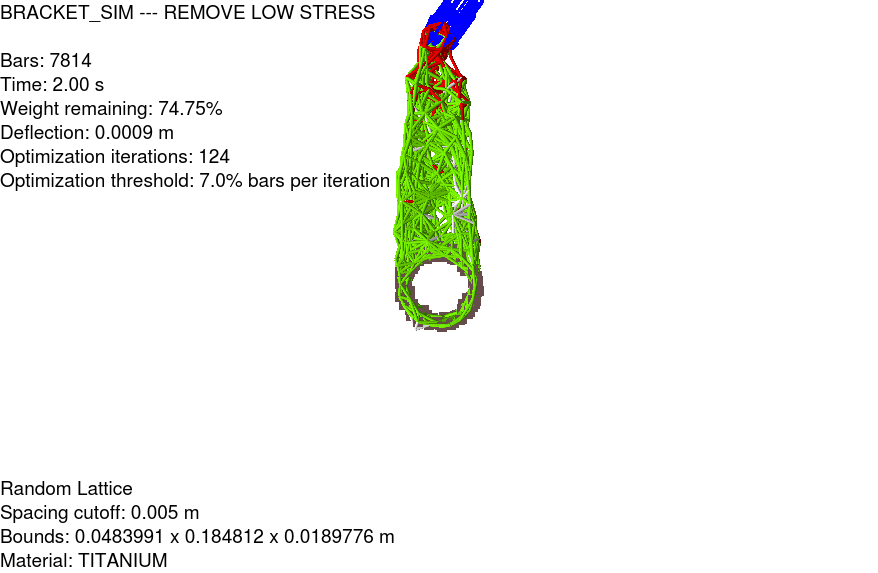 BRACKET_SIM --- REMOVE LOW STRESS
Bars: 7814
Time: 2.00 s
Weight remaining: 74.75%
Deflection: 0.0009 m
Optimization iterations: 124
Optimization threshold: 7.0% bars per iteration
Random Lattice
Spacing cutoff: 0.005 m
Bounds: 0.0483991 x 0.184812 x 0.0189776 m
Material: TITANIUM